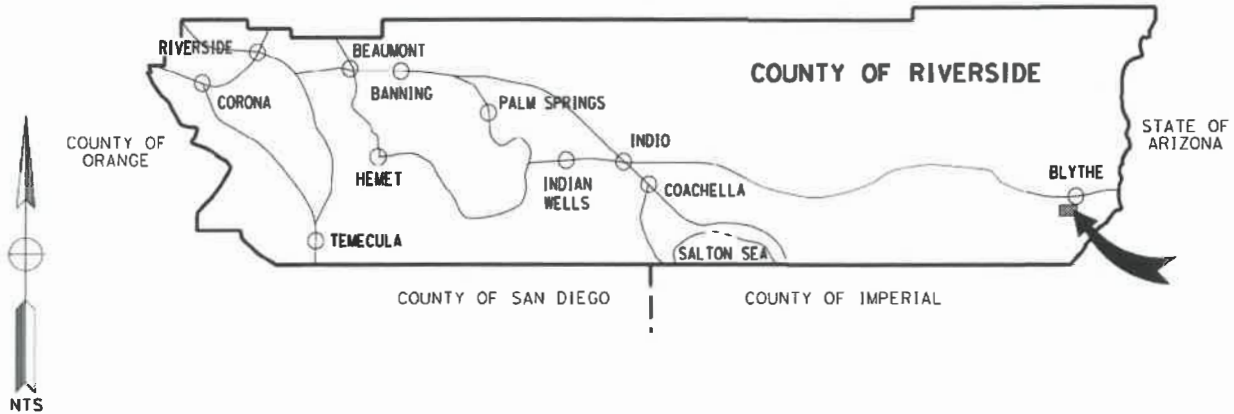 RIVERSIDE
BEAUMONT
COUNTY OF RIVERSIDE
BANNING
CORONA
PALM SPRINGS
COUNTY OF
ORANGE
STATE OF
ARIZONA
INDIO
HEMET
BLYTHE
INDIAN
WELLS
COACHELLA
TEMECULA
SALTON SEA
COUNTY OF SAN DIEGO
COUNTY OF IMPERIAL
NTS